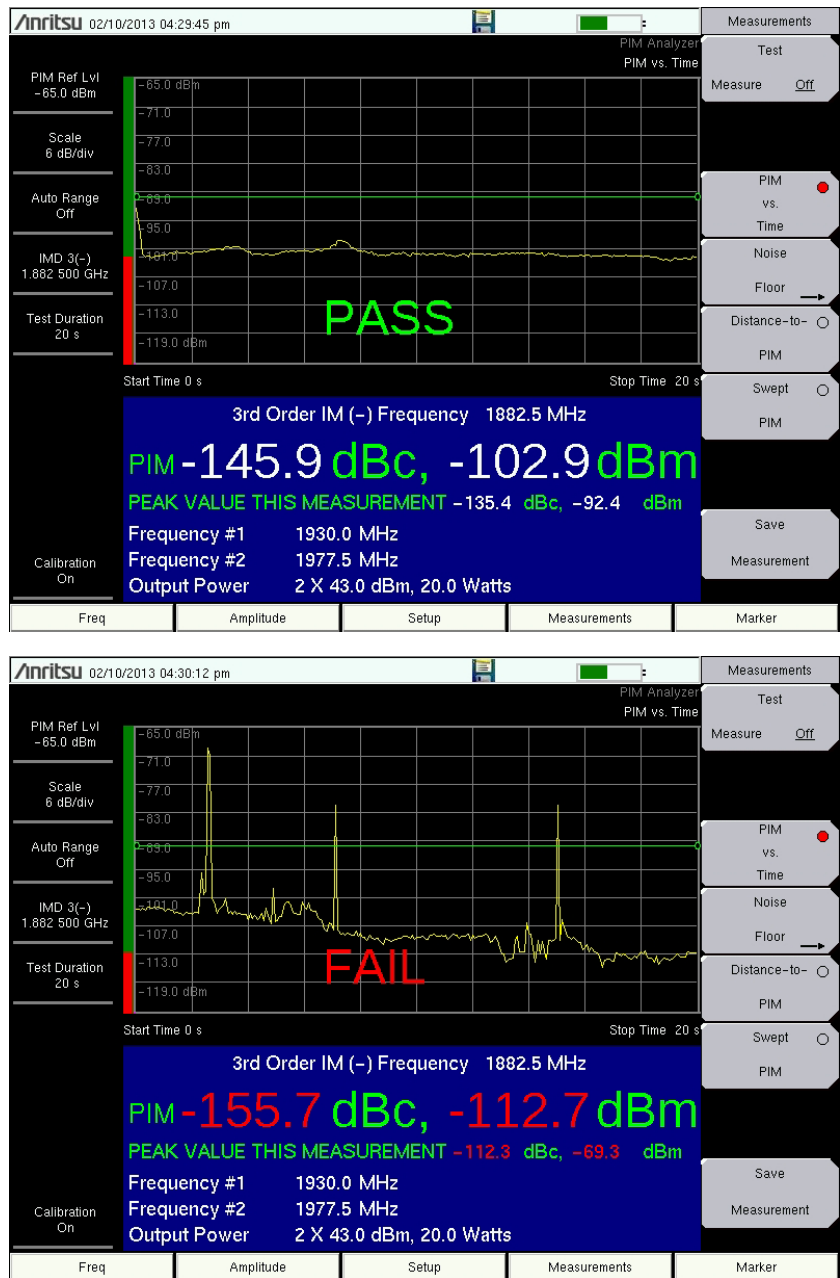 Anritsu 02/10/2013 04:29:45 pm
Measurements
PIM Analyzer
PIM vs. Time
Test
Measure Off
PIM Ref Lvl
-65.0 dBm
Scale
6 dB/div
Auto Range
Off
IMD 3(-)
1.882 500 GHz
Test Duration
20 s
Calibration
On
-65.0 dBm
-71.0
-77.0
-83.0
-89.0
-95.0
-101.0
-107.0
-113.0
-119.0 dBm
PASS
Start Time 0 s
Stop Time 20 s
PIM
vs.
Time
Noise
Floor
Distance-to-
PIM
Swept
PIM
Save
Measurement
3rd Order IM (-) Frequency 1882.5 MHz
PIM -145.9 dBc, -102.9 dBm
PEAK VALUE THIS MEASUREMENT -135.4 dBc, -92.4 dBm
Frequency #1 1930.0 MHz
Frequency #2 1977.5 MHz
Output Power 2 X 43.0 dBm, 20.0 Watts
Freq
Amplitude
Setup
Measurements
Marker
Anritsu 02/10/2013 04:30:12 pm
Measurements
PIM Analyzer
PIM vs. Time
Test
Measure Off
PIM Ref Lvl
-65.0 dBm
Scale
6 dB/div
Auto Range
Off
IMD 3(-)
1.882 500 GHz
Test Duration
20 s
Calibration
On
-65.0 dBm
-71.0
-77.0
-83.0
-89.0
-95.0
-101.0
-107.0
-113.0
-119.0 dBm
FAIL
Start Time 0 s
Stop Time 20 s
PIM
vs.
Time
Noise
Floor
Distance-to-
PIM
Swept
PIM
Save
Measurement
3rd Order IM (-) Frequency 1882.5 MHz
PIM -155.7 dBc, -112.7 dBm
PEAK VALUE THIS MEASUREMENT -112.3 dBc, -69.3 dBm
Frequency #1 1930.0 MHz
Frequency #2 1977.5 MHz
Output Power 2 X 43.0 dBm, 20.0 Watts
Freq
Amplitude
Setup
Measurements
Marker